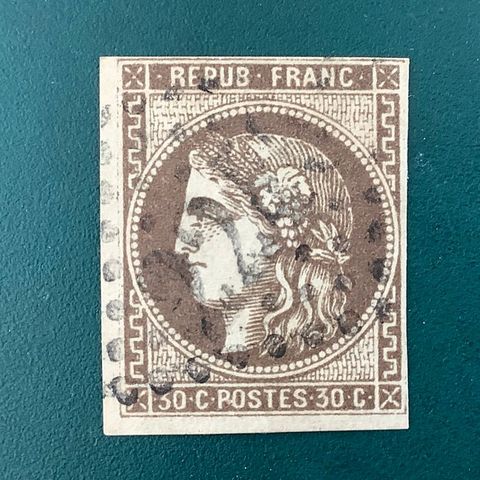 · REPUB · FRANC ·
30 · C · POSTES · 30 C ·